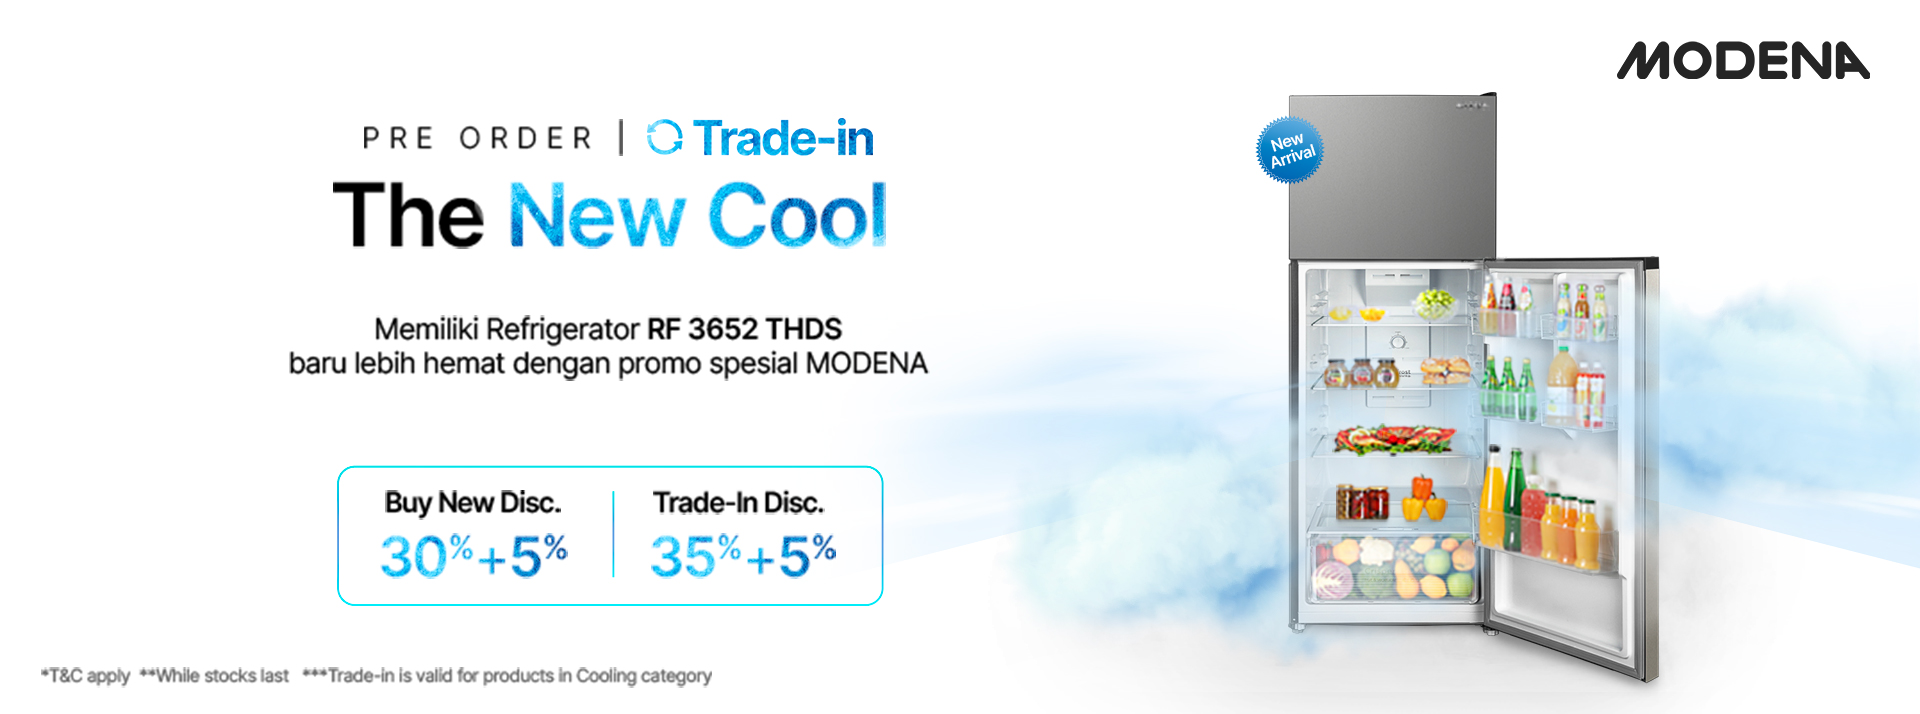 MODENA
PRE ORDER | Trade-in
The New Cool
Memiliki Refrigerator RF 3652 THDS
baru lebih hemat dengan promo spesial MODENA
Buy New Disc.
30%+5%
Trade-In Disc.
35%+5%
New
Arrival
*T&C apply **While stocks last ***Trade-in is valid for products in Cooling category